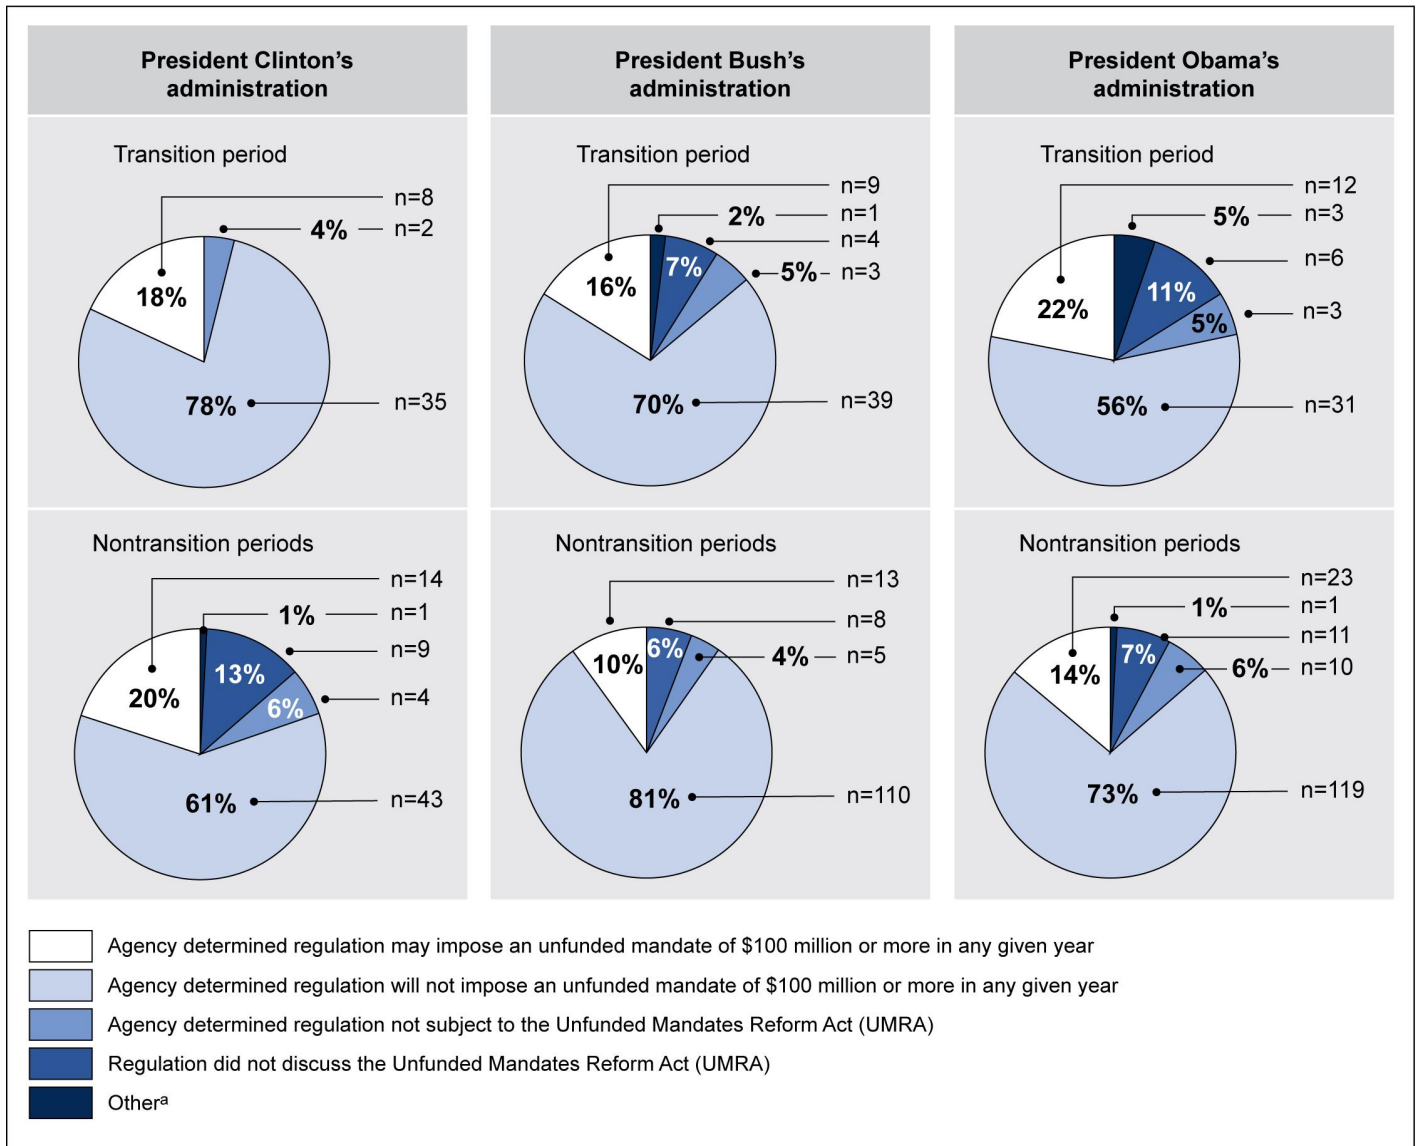 President Clinton's
administration
President Bush's
administration
President Obama's
administration
Transition period
n=8
4% n=2
18%
78% n=35
Transition period
n=9
2% n=1
n=4
7%
5% n=3
16%
70% n=39
Transition period
n=12
5% n=3
n=6
11%
n=3
5%
22%
56% n=31
Nontransition periods
n=14
1% n=1
n=9
13%
n=4
6%
20%
61% n=43
Nontransition periods
n=13
n=8
6%
4% n=5
10%
81% n=110
Nontransition periods
n=23
1% n=1
n=11
7%
6% n=10
14%
73% n=119
Agency determined regulation may impose an unfunded mandate of $100 million or more in any given year
Agency determined regulation will not impose an unfunded mandate of $100 million or more in any given year
Agency determined regulation not subject to the Unfunded Mandates Reform Act (UMRA)
Regulation did not discuss the Unfunded Mandates Reform Act (UMRA)
Otherᵃ